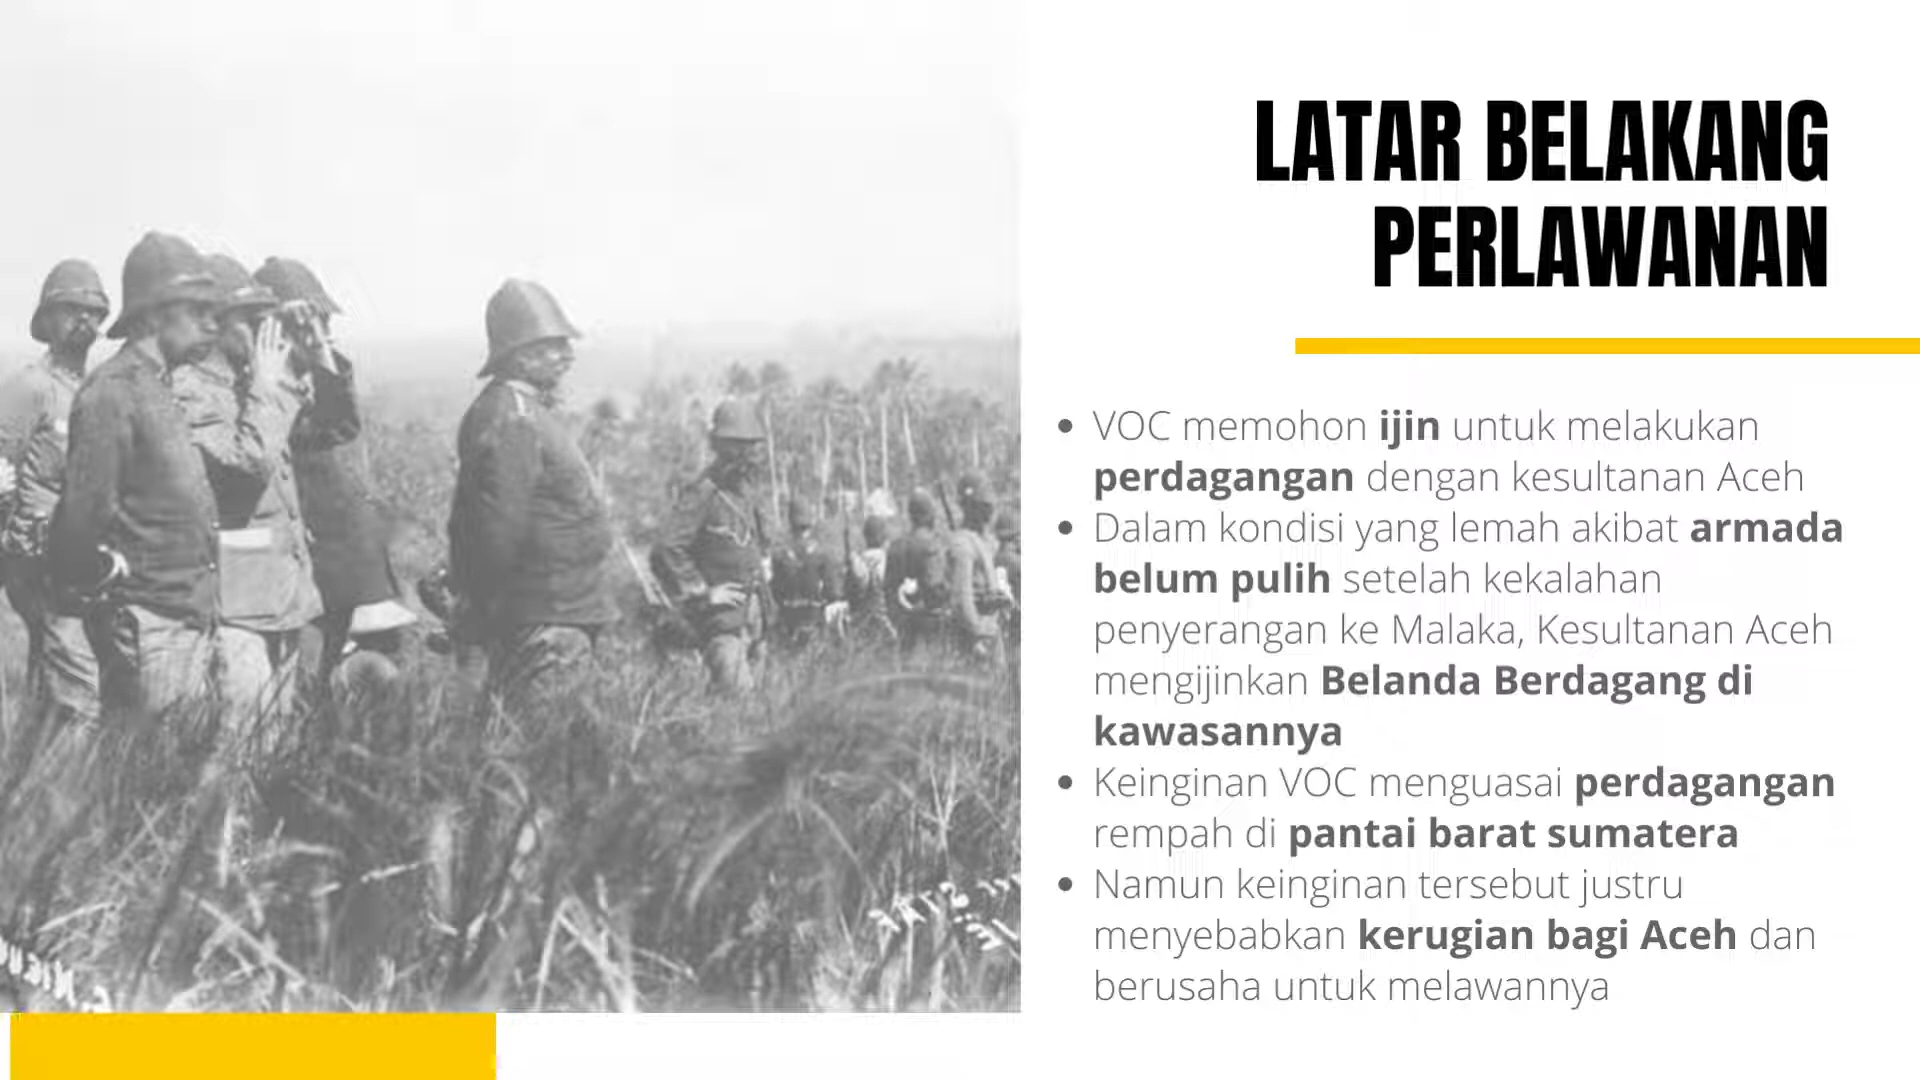 LATAR BELAKANG
PERLAWANAN
• VOC memohon ijin untuk melakukan
perdagangan dengan kesultanan Aceh
• Dalam kondisi yang lemah akibat armada
belum pulih setelah kekalahan
penyerangan ke Malaka, Kesultanan Aceh
mengijinkan Belanda Berdagang di
kawasannya
• Keinginan VOC menguasai perdagangan
rempah di pantai barat sumatera
• Namun keinginan tersebut justru
menyebabkan kerugian bagi Aceh dan
berusaha untuk melawannya